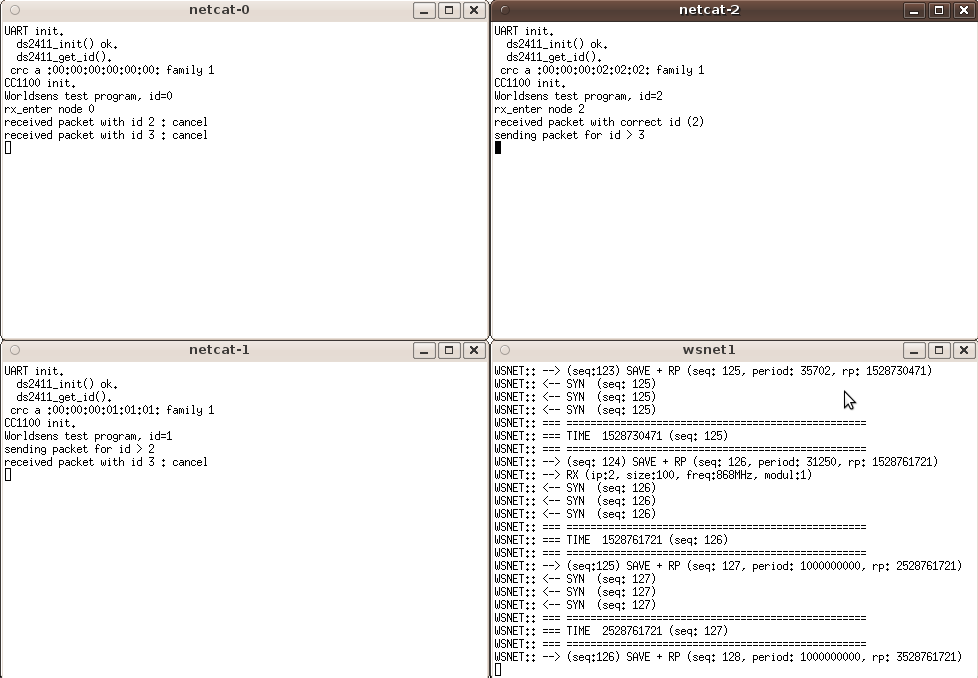 netcat-0
UART init.
  ds2411_init() ok.
  ds2411_get_id().
 crc a :00:00:00:00:00:00: family 1
CC1100 init.
Worldsens test program, id=0
rx_enter node 0
received packet with id 2 : cancel
received packet with id 3 : cancel
netcat-2
UART init.
  ds2411_init() ok.
  ds2411_get_id().
 crc a :00:00:00:02:02:02: family 1
CC1100 init.
Worldsens test program, id=2
rx_enter node 2
received packet with correct id (2)
sending packet for id > 3
netcat-1
UART init.
  ds2411_init() ok.
  ds2411_get_id().
 crc a :00:00:00:01:01:01: family 1
CC1100 init.
Worldsens test program, id=1
sending packet for id > 2
received packet with id 3 : cancel
wsnet1
WSNET:: --> (seq:123) SAVE + RP (seq: 125, period: 35702, rp: 1528730471)
WSNET:: <-- SYN  (seq: 125)
WSNET:: <-- SYN  (seq: 125)
WSNET:: <-- SYN  (seq: 125)
WSNET:: === ==================================================
WSNET:: === TIME  1528730471 (seq: 125)
WSNET:: === ==================================================
WSNET:: --> (seq: 124) SAVE + RP (seq: 126, period: 31250, rp: 1528761721)
WSNET:: --> RX (ip:2, size:100, freq:868MHz, modul:1)
WSNET:: <-- SYN  (seq: 126)
WSNET:: <-- SYN  (seq: 126)
WSNET:: <-- SYN  (seq: 126)
WSNET:: === ==================================================
WSNET:: === TIME  1528761721 (seq: 126)
WSNET:: === ==================================================
WSNET:: --> (seq:125) SAVE + RP (seq: 127, period: 1000000000, rp: 2528761721)
WSNET:: <-- SYN  (seq: 127)
WSNET:: <-- SYN  (seq: 127)
WSNET:: <-- SYN  (seq: 127)
WSNET:: === ==================================================
WSNET:: === TIME  2528761721 (seq: 127)
WSNET:: === ==================================================
WSNET:: --> (seq:126) SAVE + RP (seq: 128, period: 1000000000, rp: 3528761721)